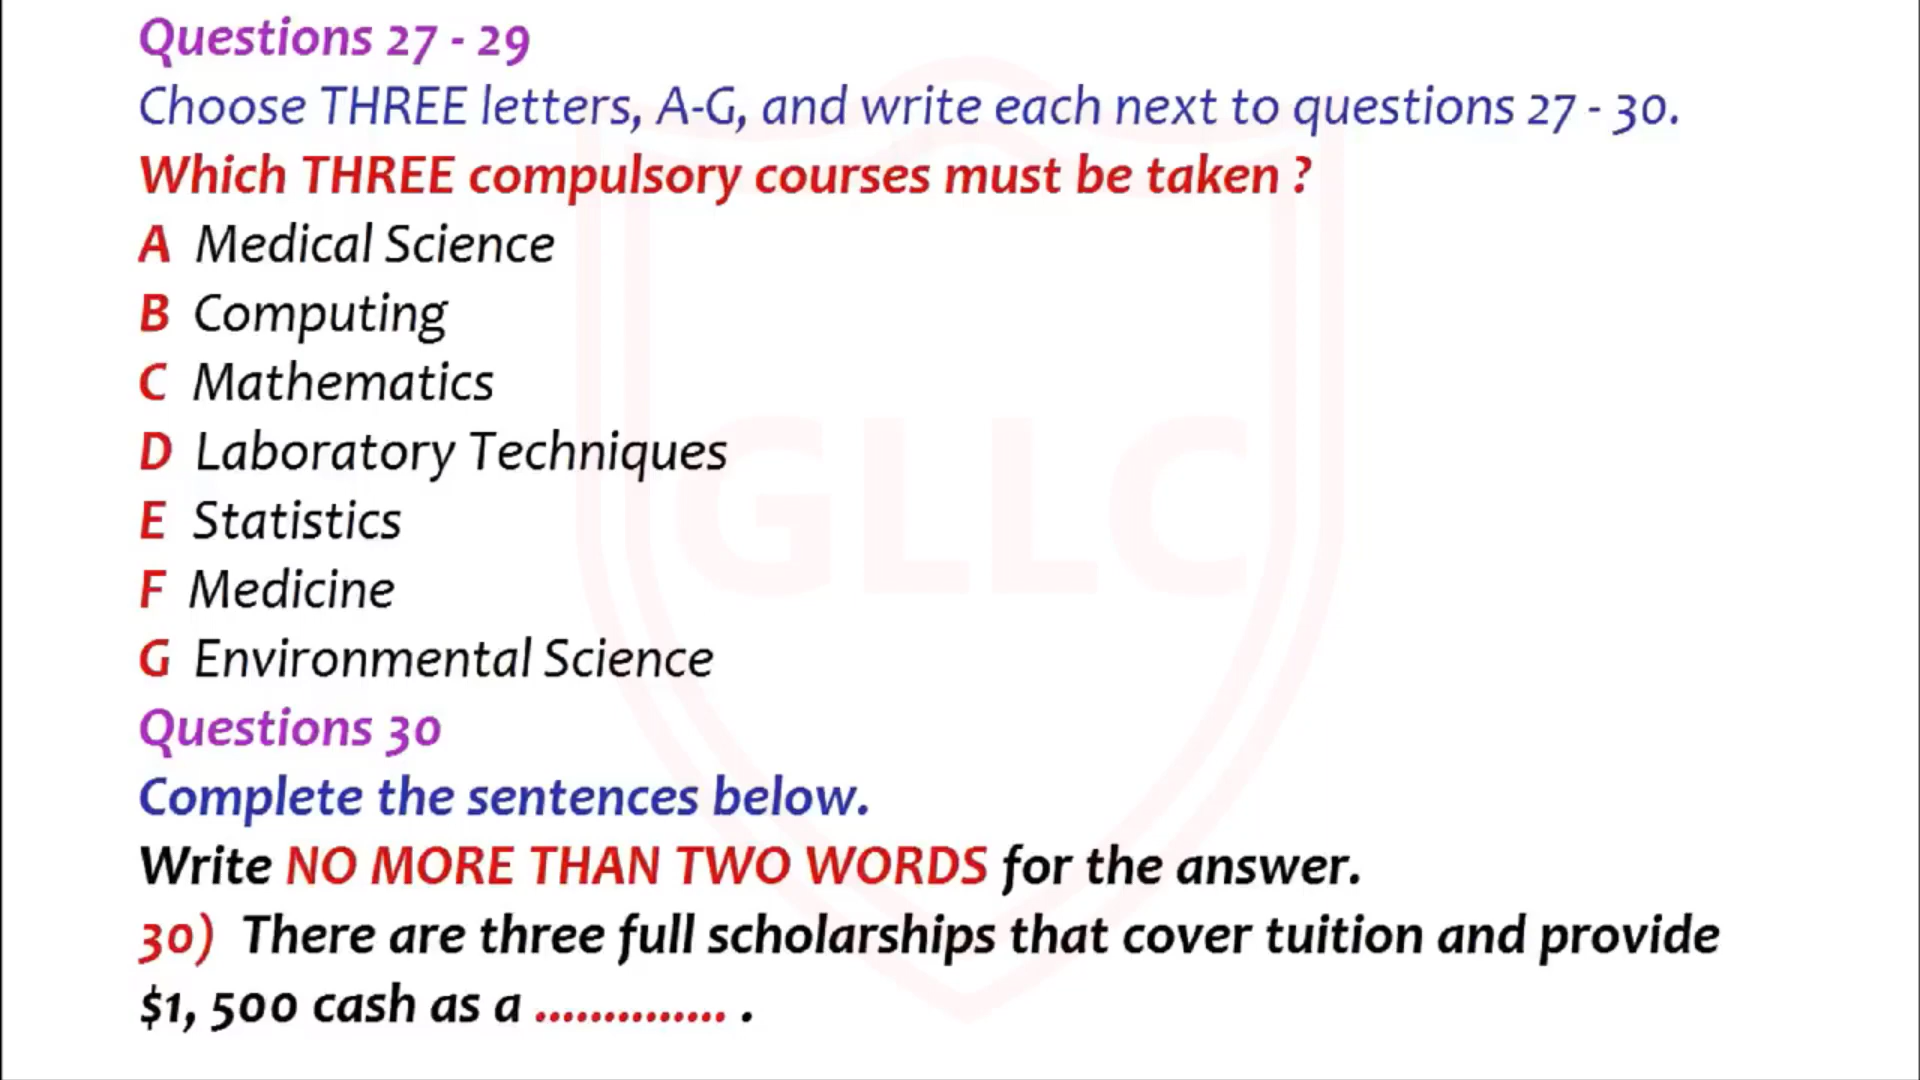 Questions 27 - 29
Choose THREE letters, A-G, and write each next to questions 27 - 30.
Which THREE compulsory courses must be taken ?
A Medical Science
B Computing
C Mathematics
D Laboratory Techniques
E Statistics
F Medicine
G Environmental Science
GLLC
Questions 30
Complete the sentences below.
Write NO MORE THAN TWO WORDS for the answer.
30) There are three full scholarships that cover tuition and provide
$1, 500 cash as a .............. .